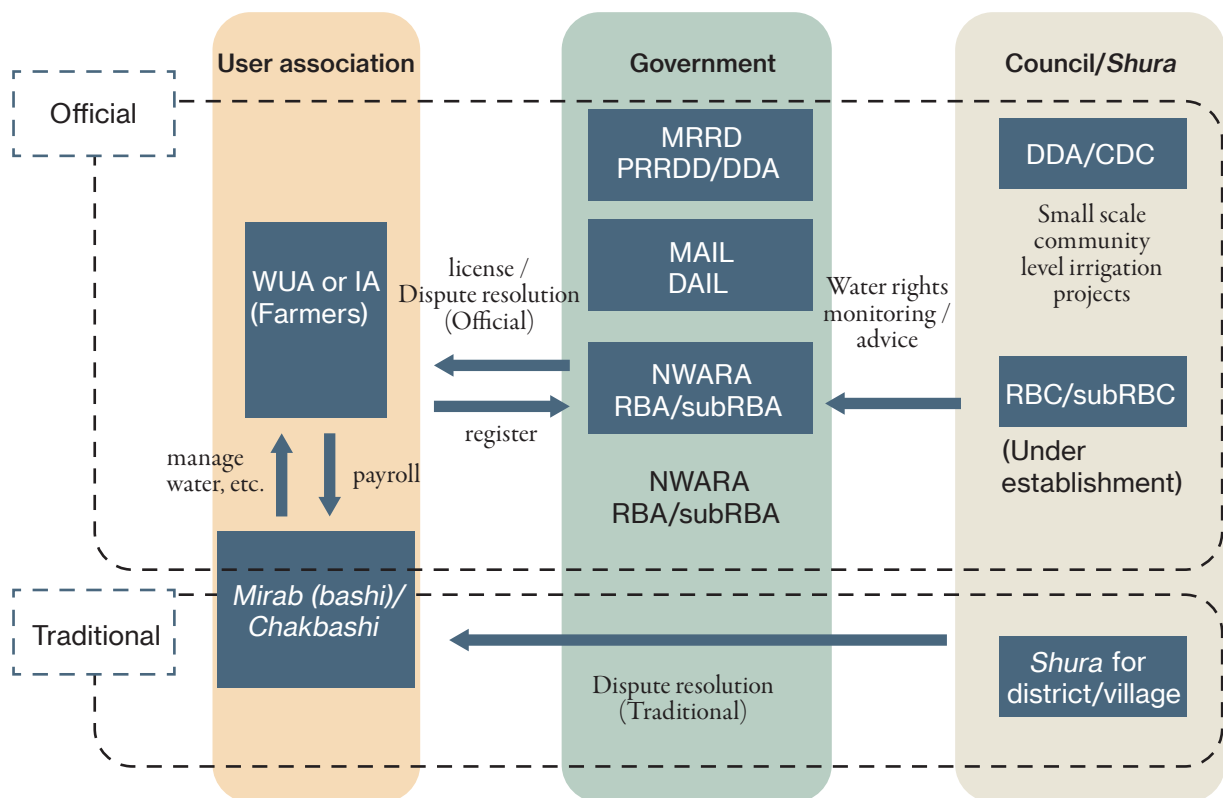 User association
Government
Council/Shura
Official
MRRD
PRRDD/DDA
DDA/CDC
Small scale
community
level irrigation
projects
WUA or IA
(Farmers)
license /
Dispute resolution
(Official)
MAIL
DAIL
Water rights
monitoring /
advice
NWARA
RBA/subRBA
RBC/subRBC
register
(Under
establishment)
manage
water, etc.
payroll
NWARA
RBA/subRBA
Mirab (bashi)/
Chakbashi
Traditional
Dispute resolution
(Traditional)
Shura for
district/village